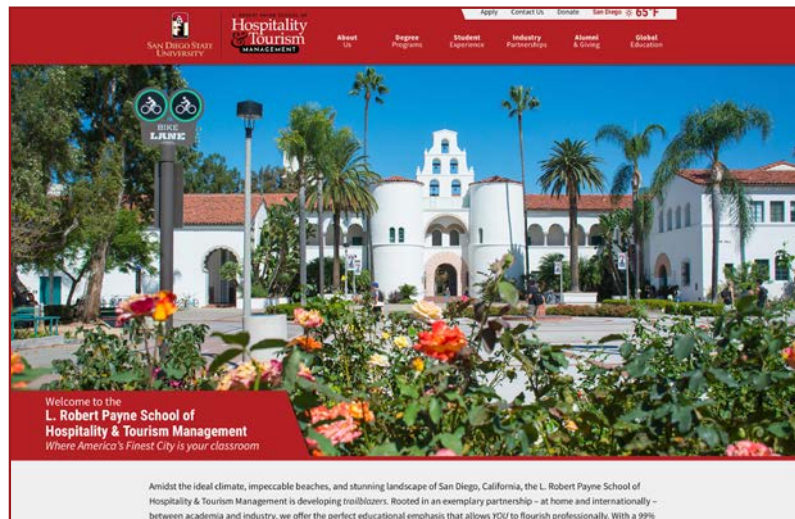 Apply Contact Us Donate San Diego 65°F
SAN DIEGO STATE
UNIVERSITY
L. ROBERT PAYNE SCHOOL OF
Hospitality
& Tourism
MANAGEMENT
About
Us
Degree
Programs
Student
Experience
Industry
Partnerships
Alumni
& Giving
Global
Education
BIKE
LANE
Welcome to the
L. Robert Payne School of
Hospitality & Tourism Management
Where America's Finest City is your classroom
Amidst the ideal climate, impeccable beaches, and stunning landscape of San Diego, California, the L. Robert Payne School of
Hospitality & Tourism Management is developing trailblazers. Rooted in an exemplary partnership – at home and internationally –
between academia and industry, we offer the perfect educational emphasis that allows YOU to flourish professionally. With a 99%